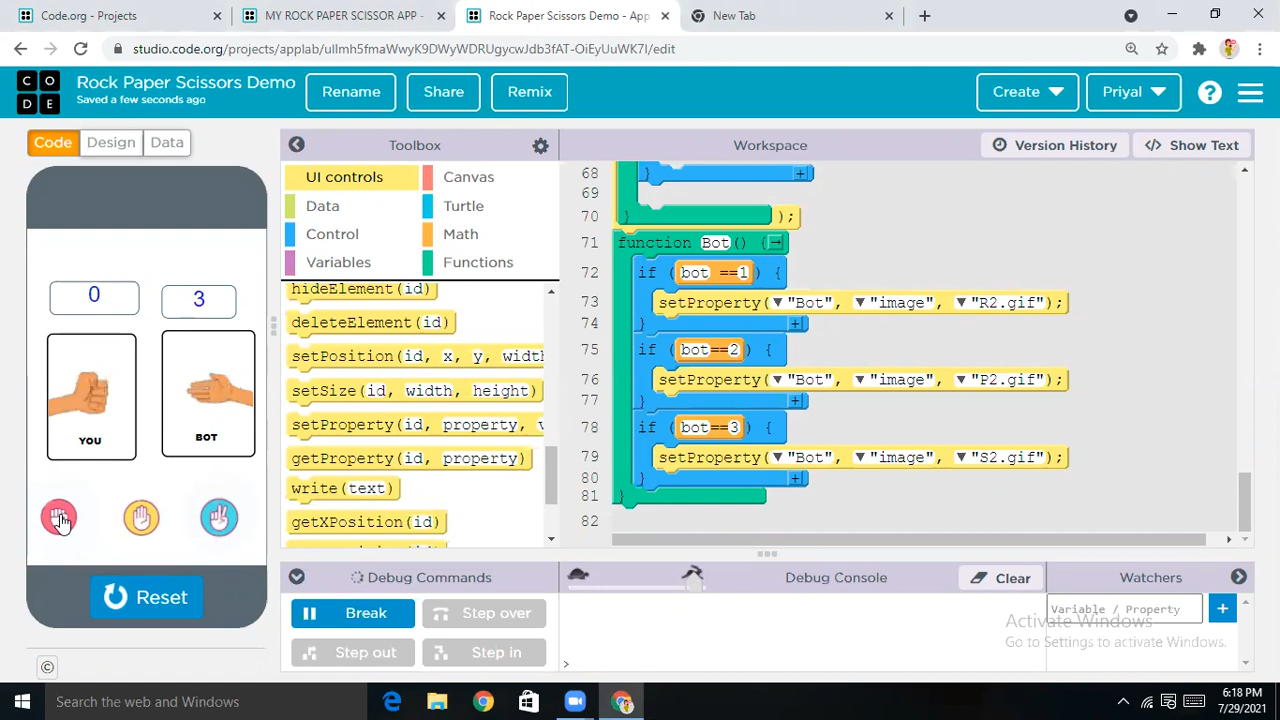 Code.org - Projects
MY ROCK PAPER SCISSOR APP -
Rock Paper Scissors Demo - App
New Tab
studio.code.org/projects/applab/ullmh5fmaWwyK9DWyWDRUgycwJdb3fAT-OiEyUuWK7I/edit
C O D E
Rock Paper Scissors Demo
Saved a few seconds ago
Rename
Share
Remix
Create
Priyal
?
Code
Design
Data
Toolbox
Workspace
Version History
</> Show Text
UI controls
Canvas
Data
Turtle
Control
Math
Variables
Functions
hideElement(id)
deleteElement(id)
setPosition(id, x, y, width
setSize(id, width, height)
setProperty(id, property,
getProperty(id, property)
write(text)
getXPosition(id)
0
3
YOU
BOT
Reset
68 }
69
70 } );
71 function Bot() {
72 if (bot ==1) {
73 setProperty("Bot", "image", "R2.gif");
74 }
75 if (bot==2) {
76 setProperty("Bot", "image", "P2.gif");
77 }
78 if (bot==3) {
79 setProperty("Bot", "image", "S2.gif");
80 }
81 }
82
Debug Commands
Debug Console
Clear
Watchers
Break
Step over
Step out
Step in
Variable / Property
>
Activate Windows
Go to Settings to activate Windows.
©
Search the web and Windows
6:18 PM
7/29/2021